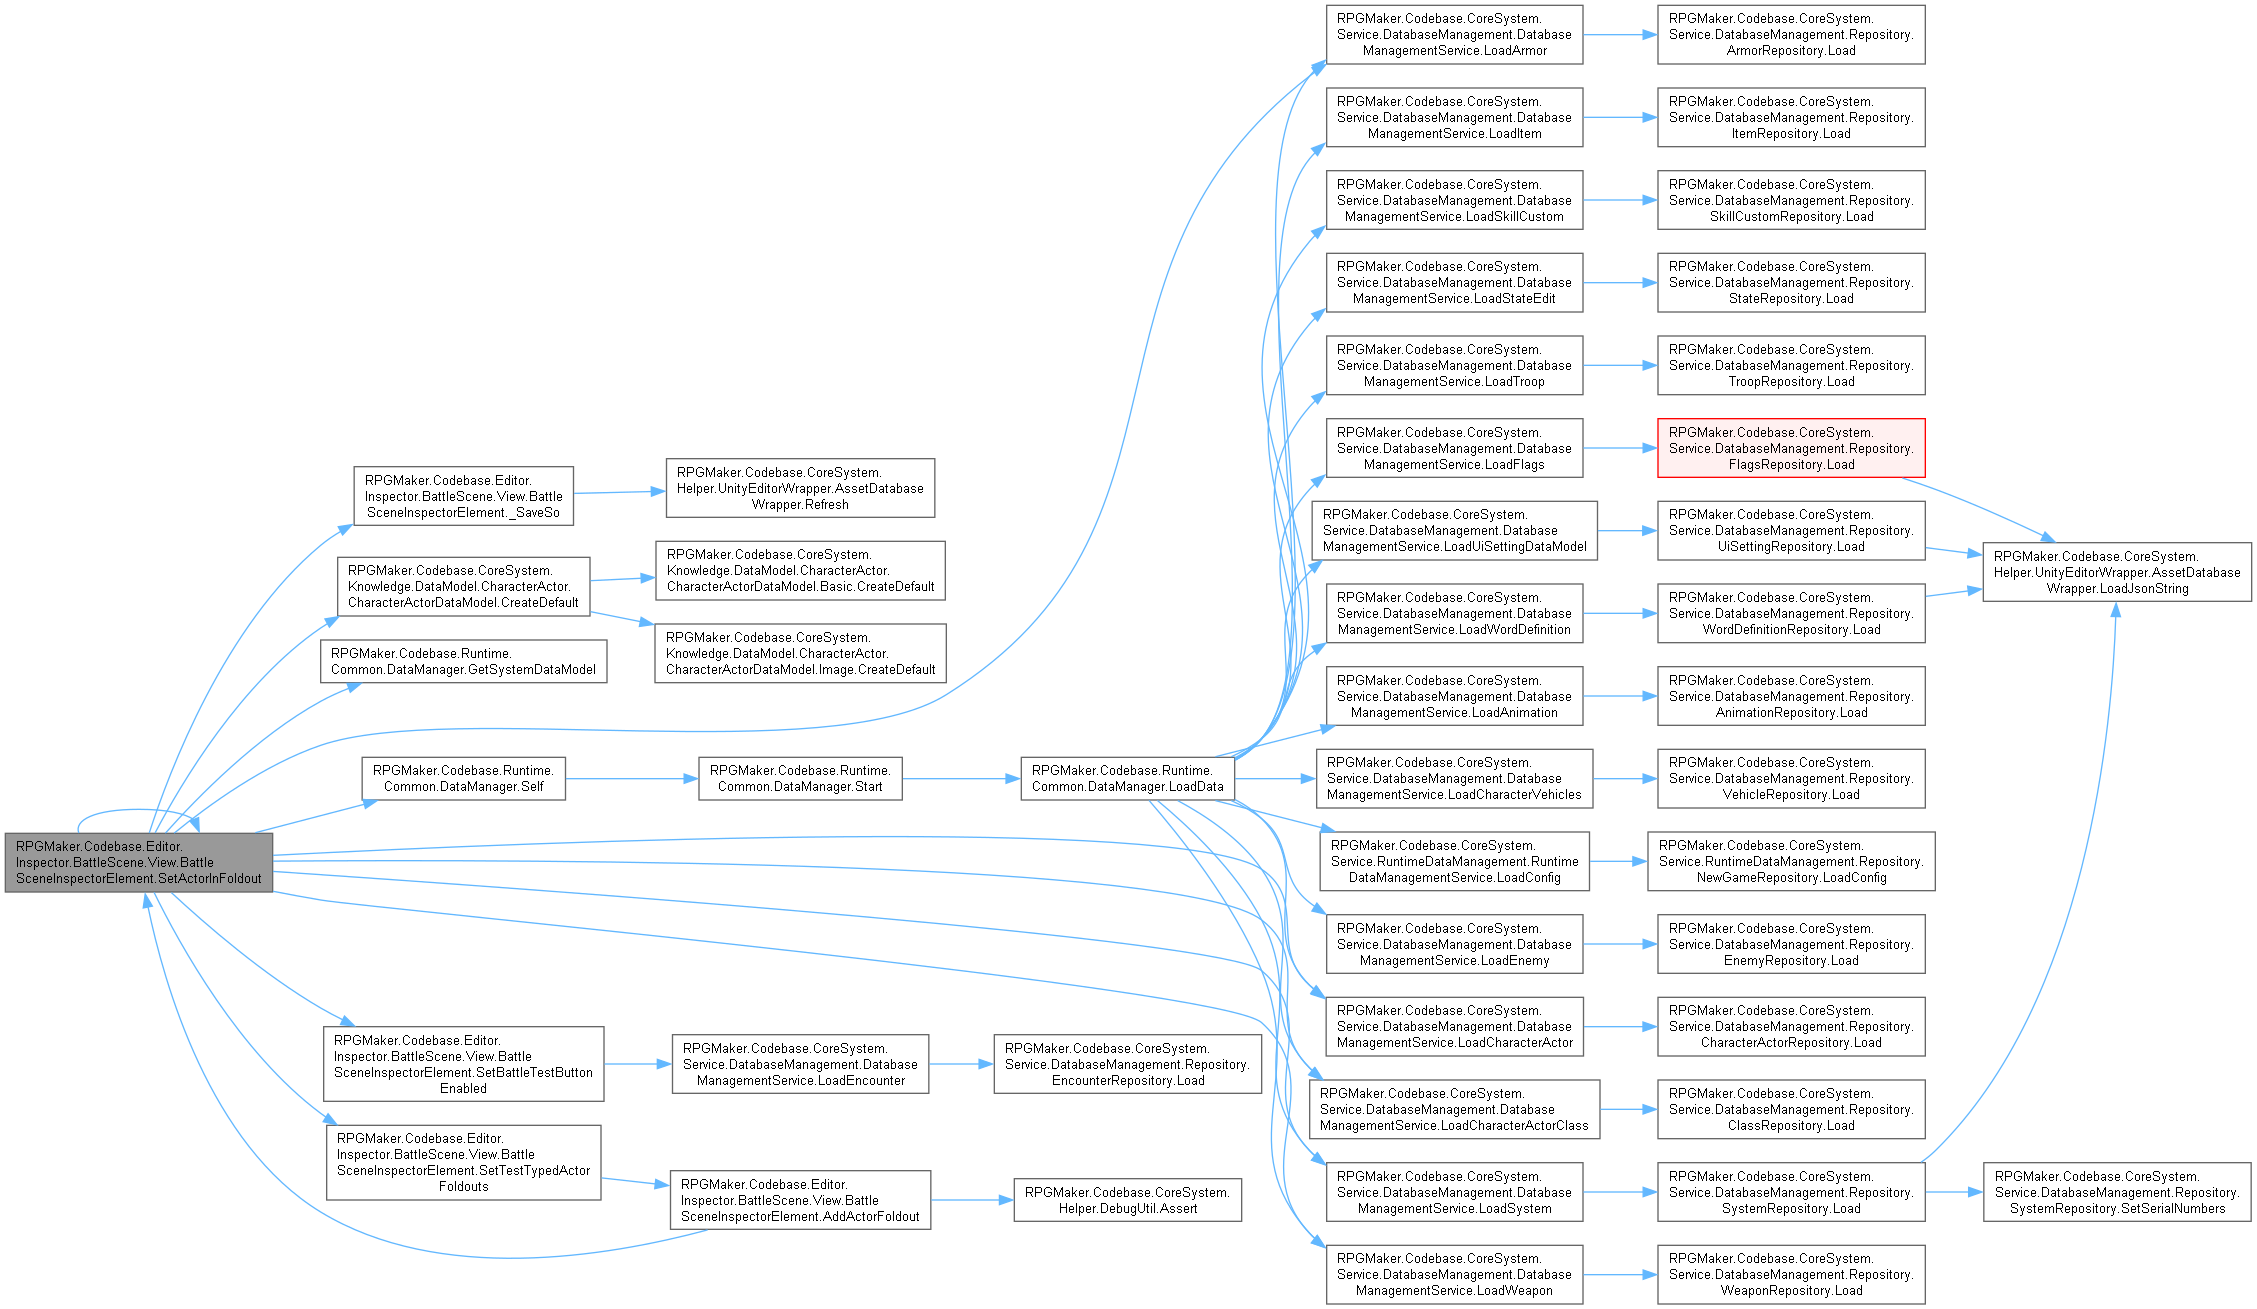 RPGMaker.Codebase.Editor.
Inspector.BattleScene.View.Battle
SceneInspectorElement.SetActorInFoldout
RPGMaker.Codebase.Editor.
Inspector.BattleScene.View.Battle
SceneInspectorElement._SaveSo
RPGMaker.Codebase.CoreSystem.
Helper.UnityEditorWrapper.AssetDatabase
Wrapper.Refresh
RPGMaker.Codebase.CoreSystem.
Knowledge.DataModel.CharacterActor.
CharacterActorDataModel.CreateDefault
RPGMaker.Codebase.CoreSystem.
Knowledge.DataModel.CharacterActor.
CharacterActorDataModel.Basic.CreateDefault
RPGMaker.Codebase.CoreSystem.
Knowledge.DataModel.CharacterActor.
CharacterActorDataModel.Image.CreateDefault
RPGMaker.Codebase.Runtime.
Common.DataManager.GetSystemDataModel
RPGMaker.Codebase.Runtime.
Common.DataManager.Self
RPGMaker.Codebase.Runtime.
Common.DataManager.Start
RPGMaker.Codebase.Runtime.
Common.DataManager.LoadData
RPGMaker.Codebase.Editor.
Inspector.BattleScene.View.Battle
SceneInspectorElement.SetBattleTestButton
Enabled
RPGMaker.Codebase.CoreSystem.
Service.DatabaseManagement.Database
ManagementService.LoadEncounter
RPGMaker.Codebase.CoreSystem.
Service.DatabaseManagement.Repository.
EncounterRepository.Load
RPGMaker.Codebase.Editor.
Inspector.BattleScene.View.Battle
SceneInspectorElement.SetTestTypedActor
Foldouts
RPGMaker.Codebase.Editor.
Inspector.BattleScene.View.Battle
SceneInspectorElement.AddActorFoldout
RPGMaker.Codebase.CoreSystem.
Helper.DebugUtil.Assert
RPGMaker.Codebase.CoreSystem.
Service.DatabaseManagement.Database
ManagementService.LoadArmor
RPGMaker.Codebase.CoreSystem.
Service.DatabaseManagement.Repository.
ArmorRepository.Load
RPGMaker.Codebase.CoreSystem.
Service.DatabaseManagement.Database
ManagementService.LoadItem
RPGMaker.Codebase.CoreSystem.
Service.DatabaseManagement.Repository.
ItemRepository.Load
RPGMaker.Codebase.CoreSystem.
Service.DatabaseManagement.Database
ManagementService.LoadSkillCustom
RPGMaker.Codebase.CoreSystem.
Service.DatabaseManagement.Repository.
SkillCustomRepository.Load
RPGMaker.Codebase.CoreSystem.
Service.DatabaseManagement.Database
ManagementService.LoadStateEdit
RPGMaker.Codebase.CoreSystem.
Service.DatabaseManagement.Repository.
StateRepository.Load
RPGMaker.Codebase.CoreSystem.
Service.DatabaseManagement.Database
ManagementService.LoadTroop
RPGMaker.Codebase.CoreSystem.
Service.DatabaseManagement.Repository.
TroopRepository.Load
RPGMaker.Codebase.CoreSystem.
Service.DatabaseManagement.Database
ManagementService.LoadFlags
RPGMaker.Codebase.CoreSystem.
Service.DatabaseManagement.Repository.
FlagsRepository.Load
RPGMaker.Codebase.CoreSystem.
Service.DatabaseManagement.Database
ManagementService.LoadUiSettingDataModel
RPGMaker.Codebase.CoreSystem.
Service.DatabaseManagement.Repository.
UiSettingRepository.Load
RPGMaker.Codebase.CoreSystem.
Helper.UnityEditorWrapper.AssetDatabase
Wrapper.LoadJsonString
RPGMaker.Codebase.CoreSystem.
Service.DatabaseManagement.Database
ManagementService.LoadWordDefinition
RPGMaker.Codebase.CoreSystem.
Service.DatabaseManagement.Repository.
WordDefinitionRepository.Load
RPGMaker.Codebase.CoreSystem.
Service.DatabaseManagement.Database
ManagementService.LoadAnimation
RPGMaker.Codebase.CoreSystem.
Service.DatabaseManagement.Repository.
AnimationRepository.Load
RPGMaker.Codebase.CoreSystem.
Service.DatabaseManagement.Database
ManagementService.LoadCharacterVehicles
RPGMaker.Codebase.CoreSystem.
Service.DatabaseManagement.Repository.
VehicleRepository.Load
RPGMaker.Codebase.CoreSystem.
Service.RuntimeDataManagement.Runtime
DataManagementService.LoadConfig
RPGMaker.Codebase.CoreSystem.
Service.RuntimeDataManagement.Repository.
NewGameRepository.LoadConfig
RPGMaker.Codebase.CoreSystem.
Service.DatabaseManagement.Database
ManagementService.LoadEnemy
RPGMaker.Codebase.CoreSystem.
Service.DatabaseManagement.Repository.
EnemyRepository.Load
RPGMaker.Codebase.CoreSystem.
Service.DatabaseManagement.Database
ManagementService.LoadCharacterActor
RPGMaker.Codebase.CoreSystem.
Service.DatabaseManagement.Repository.
CharacterActorRepository.Load
RPGMaker.Codebase.CoreSystem.
Service.DatabaseManagement.Database
ManagementService.LoadCharacterActorClass
RPGMaker.Codebase.CoreSystem.
Service.DatabaseManagement.Repository.
ClassRepository.Load
RPGMaker.Codebase.CoreSystem.
Service.DatabaseManagement.Database
ManagementService.LoadSystem
RPGMaker.Codebase.CoreSystem.
Service.DatabaseManagement.Repository.
SystemRepository.Load
RPGMaker.Codebase.CoreSystem.
Service.DatabaseManagement.Repository.
SystemRepository.SetSerialNumbers
RPGMaker.Codebase.CoreSystem.
Service.DatabaseManagement.Database
ManagementService.LoadWeapon
RPGMaker.Codebase.CoreSystem.
Service.DatabaseManagement.Repository.
WeaponRepository.Load